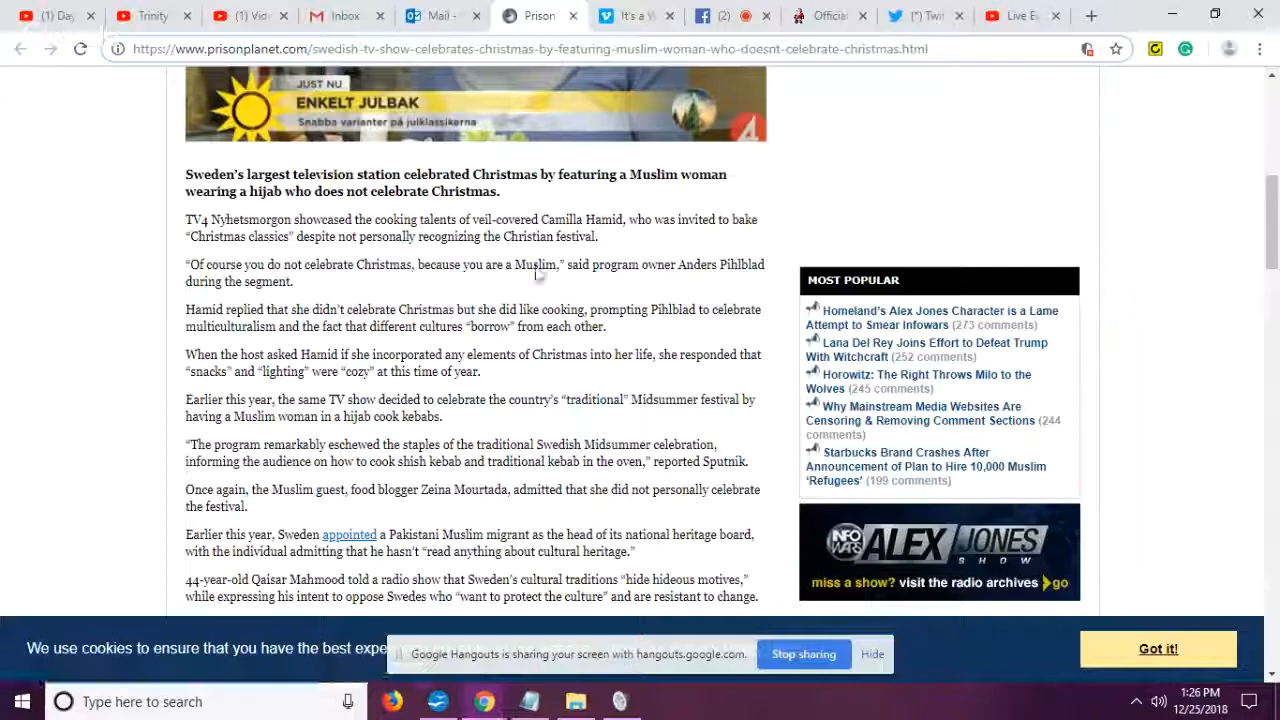 (1) Day
Trinity
(1) Vid
Inbox
Mail -
Prison
It's a
(2)
Official
(*) Twi
Live E
https://www.prisonplanet.com/swedish-tv-show-celebrates-christmas-by-featuring-muslim-woman-who-doesnt-celebrate-christmas.html
JUST NU
ENKELT JULBAK
Snabba varianter på julklassikerna
4
Sweden's largest television station celebrated Christmas by featuring a Muslim woman
wearing a hijab who does not celebrate Christmas.
TV4 Nyhetsmorgon showcased the cooking talents of veil-covered Camilla Hamid, who was invited to bake
“Christmas classics” despite not personally recognizing the Christian festival.
“Of course you do not celebrate Christmas, because you are a Muslim,” said program owner Anders Pihlblad
during the segment.
Hamid replied that she didn't celebrate Christmas but she did like cooking, prompting Pihlblad to celebrate
multiculturalism and the fact that different cultures “borrow” from each other.
When the host asked Hamid if she incorporated any elements of Christmas into her life, she responded that
“snacks” and “lighting” were “cozy” at this time of year.
Earlier this year, the same TV show decided to celebrate the country's “traditional” Midsummer festival by
having a Muslim woman in a hijab cook kebabs.
“The program remarkably eschewed the staples of the traditional Swedish Midsummer celebration,
informing the audience on how to cook shish kebab and traditional kebab in the oven,” reported Sputnik.
Once again, the Muslim guest, food blogger Zeina Mourtada, admitted that she did not personally celebrate
the festival.
Earlier this year, Sweden appointed a Pakistani Muslim migrant as the head of its national heritage board,
with the individual admitting that he hasn't “read anything about cultural heritage.”
44-year-old Qaisar Mahmood told a radio show that Sweden's cultural traditions “hide hideous motives,”
while expressing his intent to oppose Swedes who “want to protect the culture” and are resistant to change.
MOST POPULAR
Homeland's Alex Jones Character is a Lame
Attempt to Smear Infowars (273 comments)
Lana Del Rey Joins Effort to Defeat Trump
With Witchcraft (252 comments)
Horowitz: The Right Throws Milo to the
Wolves (245 comments)
Why Mainstream Media Websites Are
Censoring & Removing Comment Sections (244
comments)
Starbucks Brand Crashes After
Announcement of Plan to Hire 10,000 Muslim
‘Refugees’ (199 comments)
INFO WARS ALEX JONES
SHOW
miss a show? visit the radio archives go
We use cookies to ensure that you have the best expe
Google Hangouts is sharing your screen with hangouts.google.com.
Stop sharing
Hide
Got it!
Type here to search
1:26 PM
12/25/2018